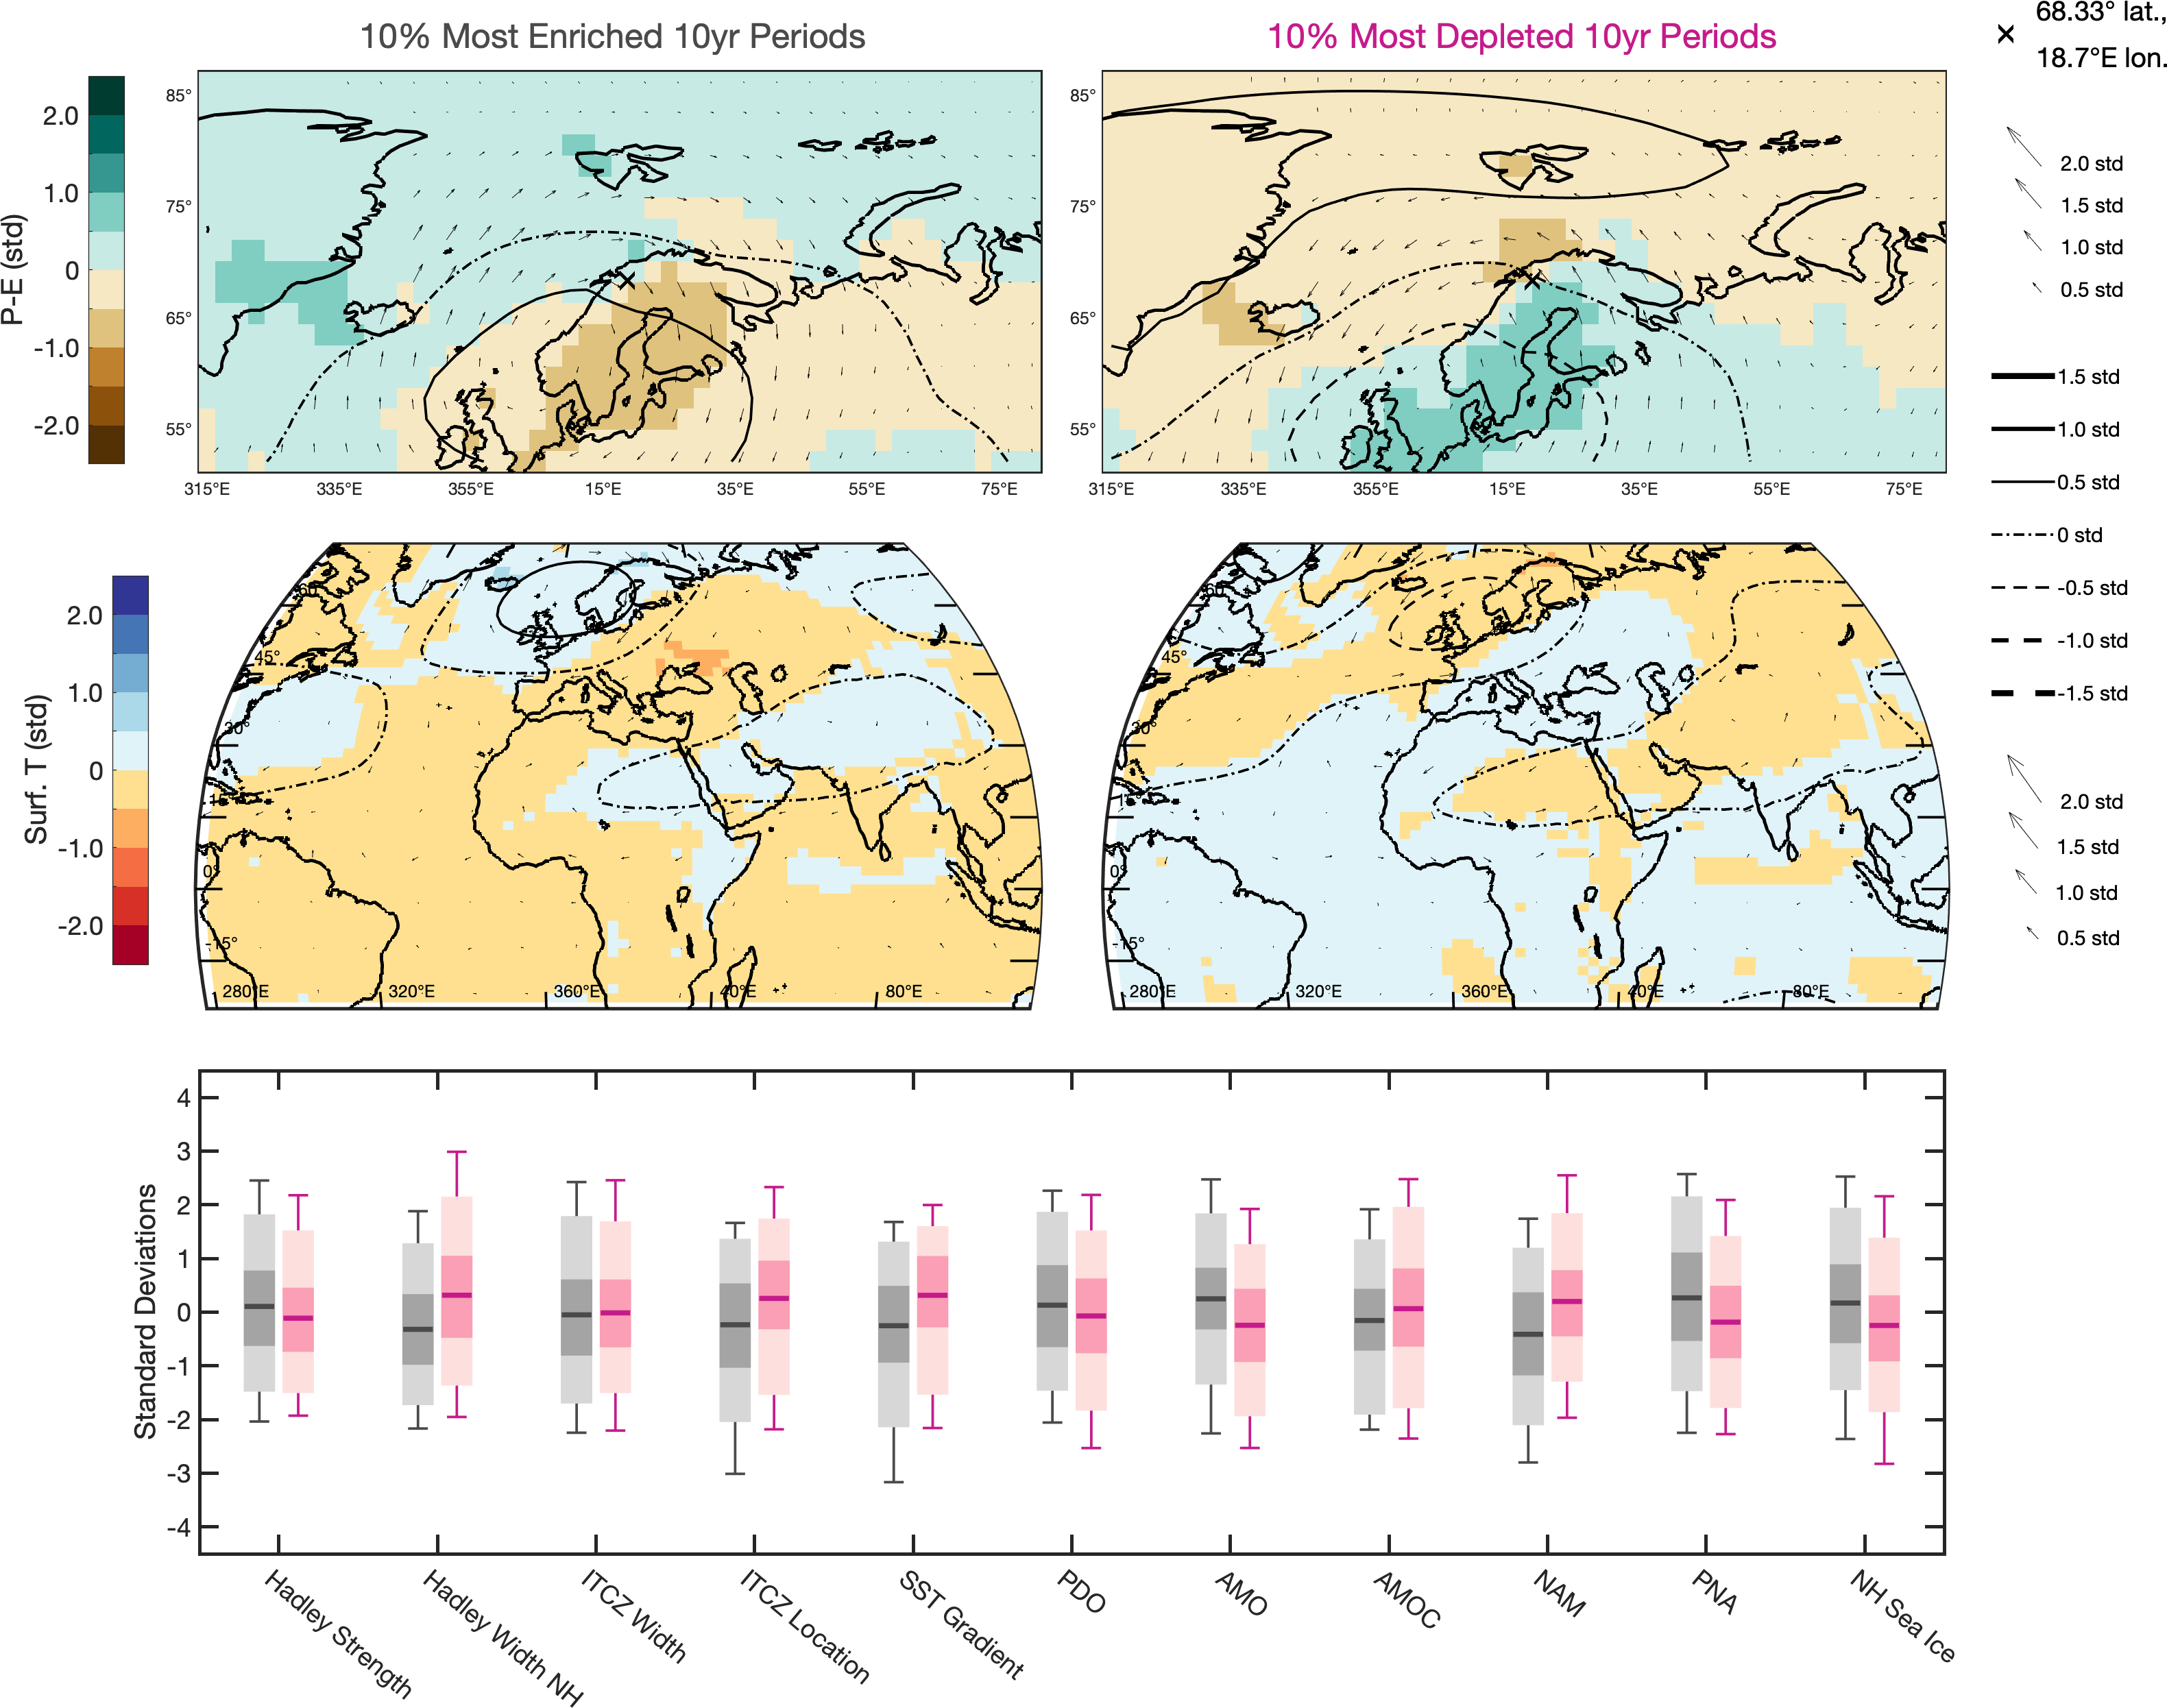 10% Most Enriched 10yr Periods
10% Most Depleted 10yr Periods
68.33° lat.,
18.7°E lon.
P-E (std)
2.0
1.0
0
-1.0
-2.0
85°
75°
65°
55°
315°E 335°E 355°E 15°E 35°E 55°E 75°E
85°
75°
65°
55°
315°E 335°E 355°E 15°E 35°E 55°E 75°E
2.0 std
1.5 std
1.0 std
0.5 std
1.5 std
1.0 std
0.5 std
0 std
-0.5 std
-1.0 std
-1.5 std
2.0 std
1.5 std
1.0 std
0.5 std
Surf. T (std)
2.0
1.0
0
-1.0
-2.0
60°
45°
30°
15°
0°
-15°
280°E 320°E 360°E 40°E 80°E
60°
45°
30°
15°
0°
-15°
280°E 320°E 360°E 40°E 80°E
Standard Deviations
4
3
2
1
0
-1
-2
-3
-4
Hadley Strength
Hadley Width NH
ITCZ Width
ITCZ Location
SST Gradient
PDO
AMO
AMOC
NAM
PNA
NH Sea Ice